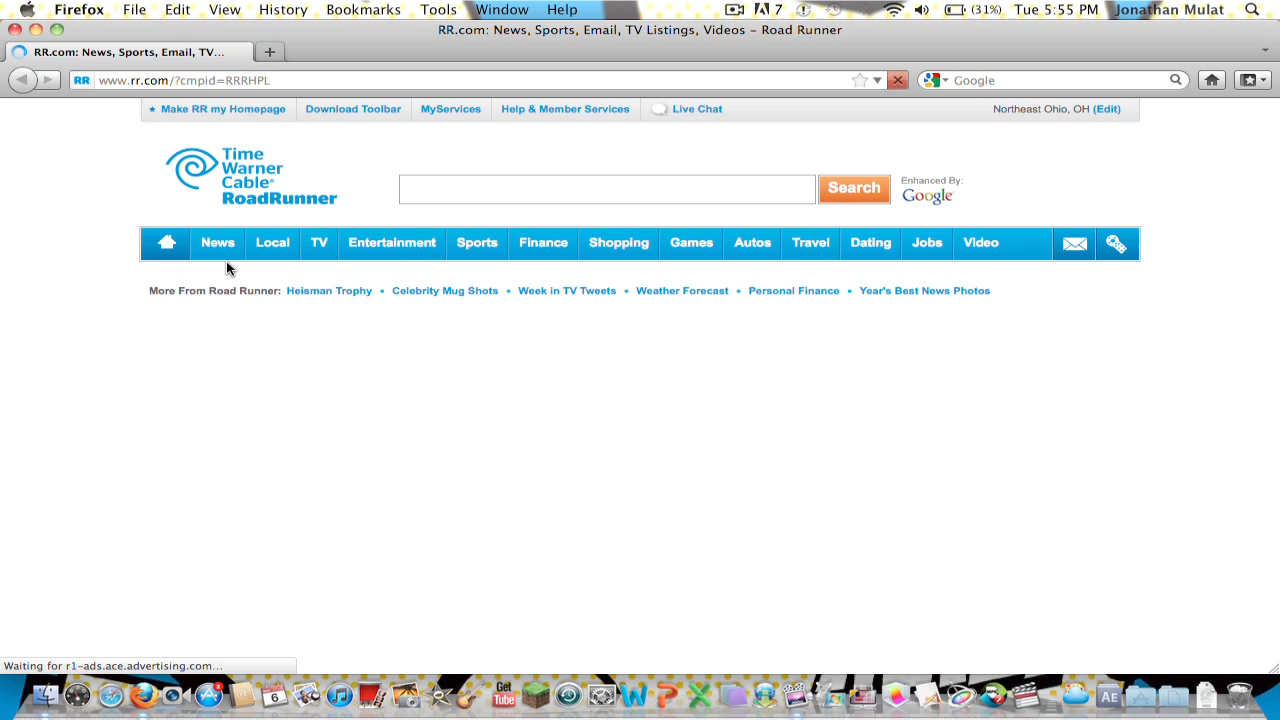 Firefox File Edit View History Bookmarks Tools Window Help 7 (31%) Tue 5:55 PM Jonathan Mulat
RR.com: News, Sports, Email, TV Listings, Videos – Road Runner
RR RR.com: News, Sports, Email, TV...
RR www.rr.com/?cmpid=RRRHPL Google
Make RR my Homepage Download Toolbar MyServices Help & Member Services Live Chat Northeast Ohio, OH (Edit)
Time
Warner
Cable®
RoadRunner
Search
Enhanced By:
Google
News Local TV Entertainment Sports Finance Shopping Games Autos Travel Dating Jobs Video
More From Road Runner: Heisman Trophy • Celebrity Mug Shots • Week in TV Tweets • Weather Forecast • Personal Finance • Year's Best News Photos
Waiting for r1-ads.ace.advertising.com...
3
6
Get
Tube
AE